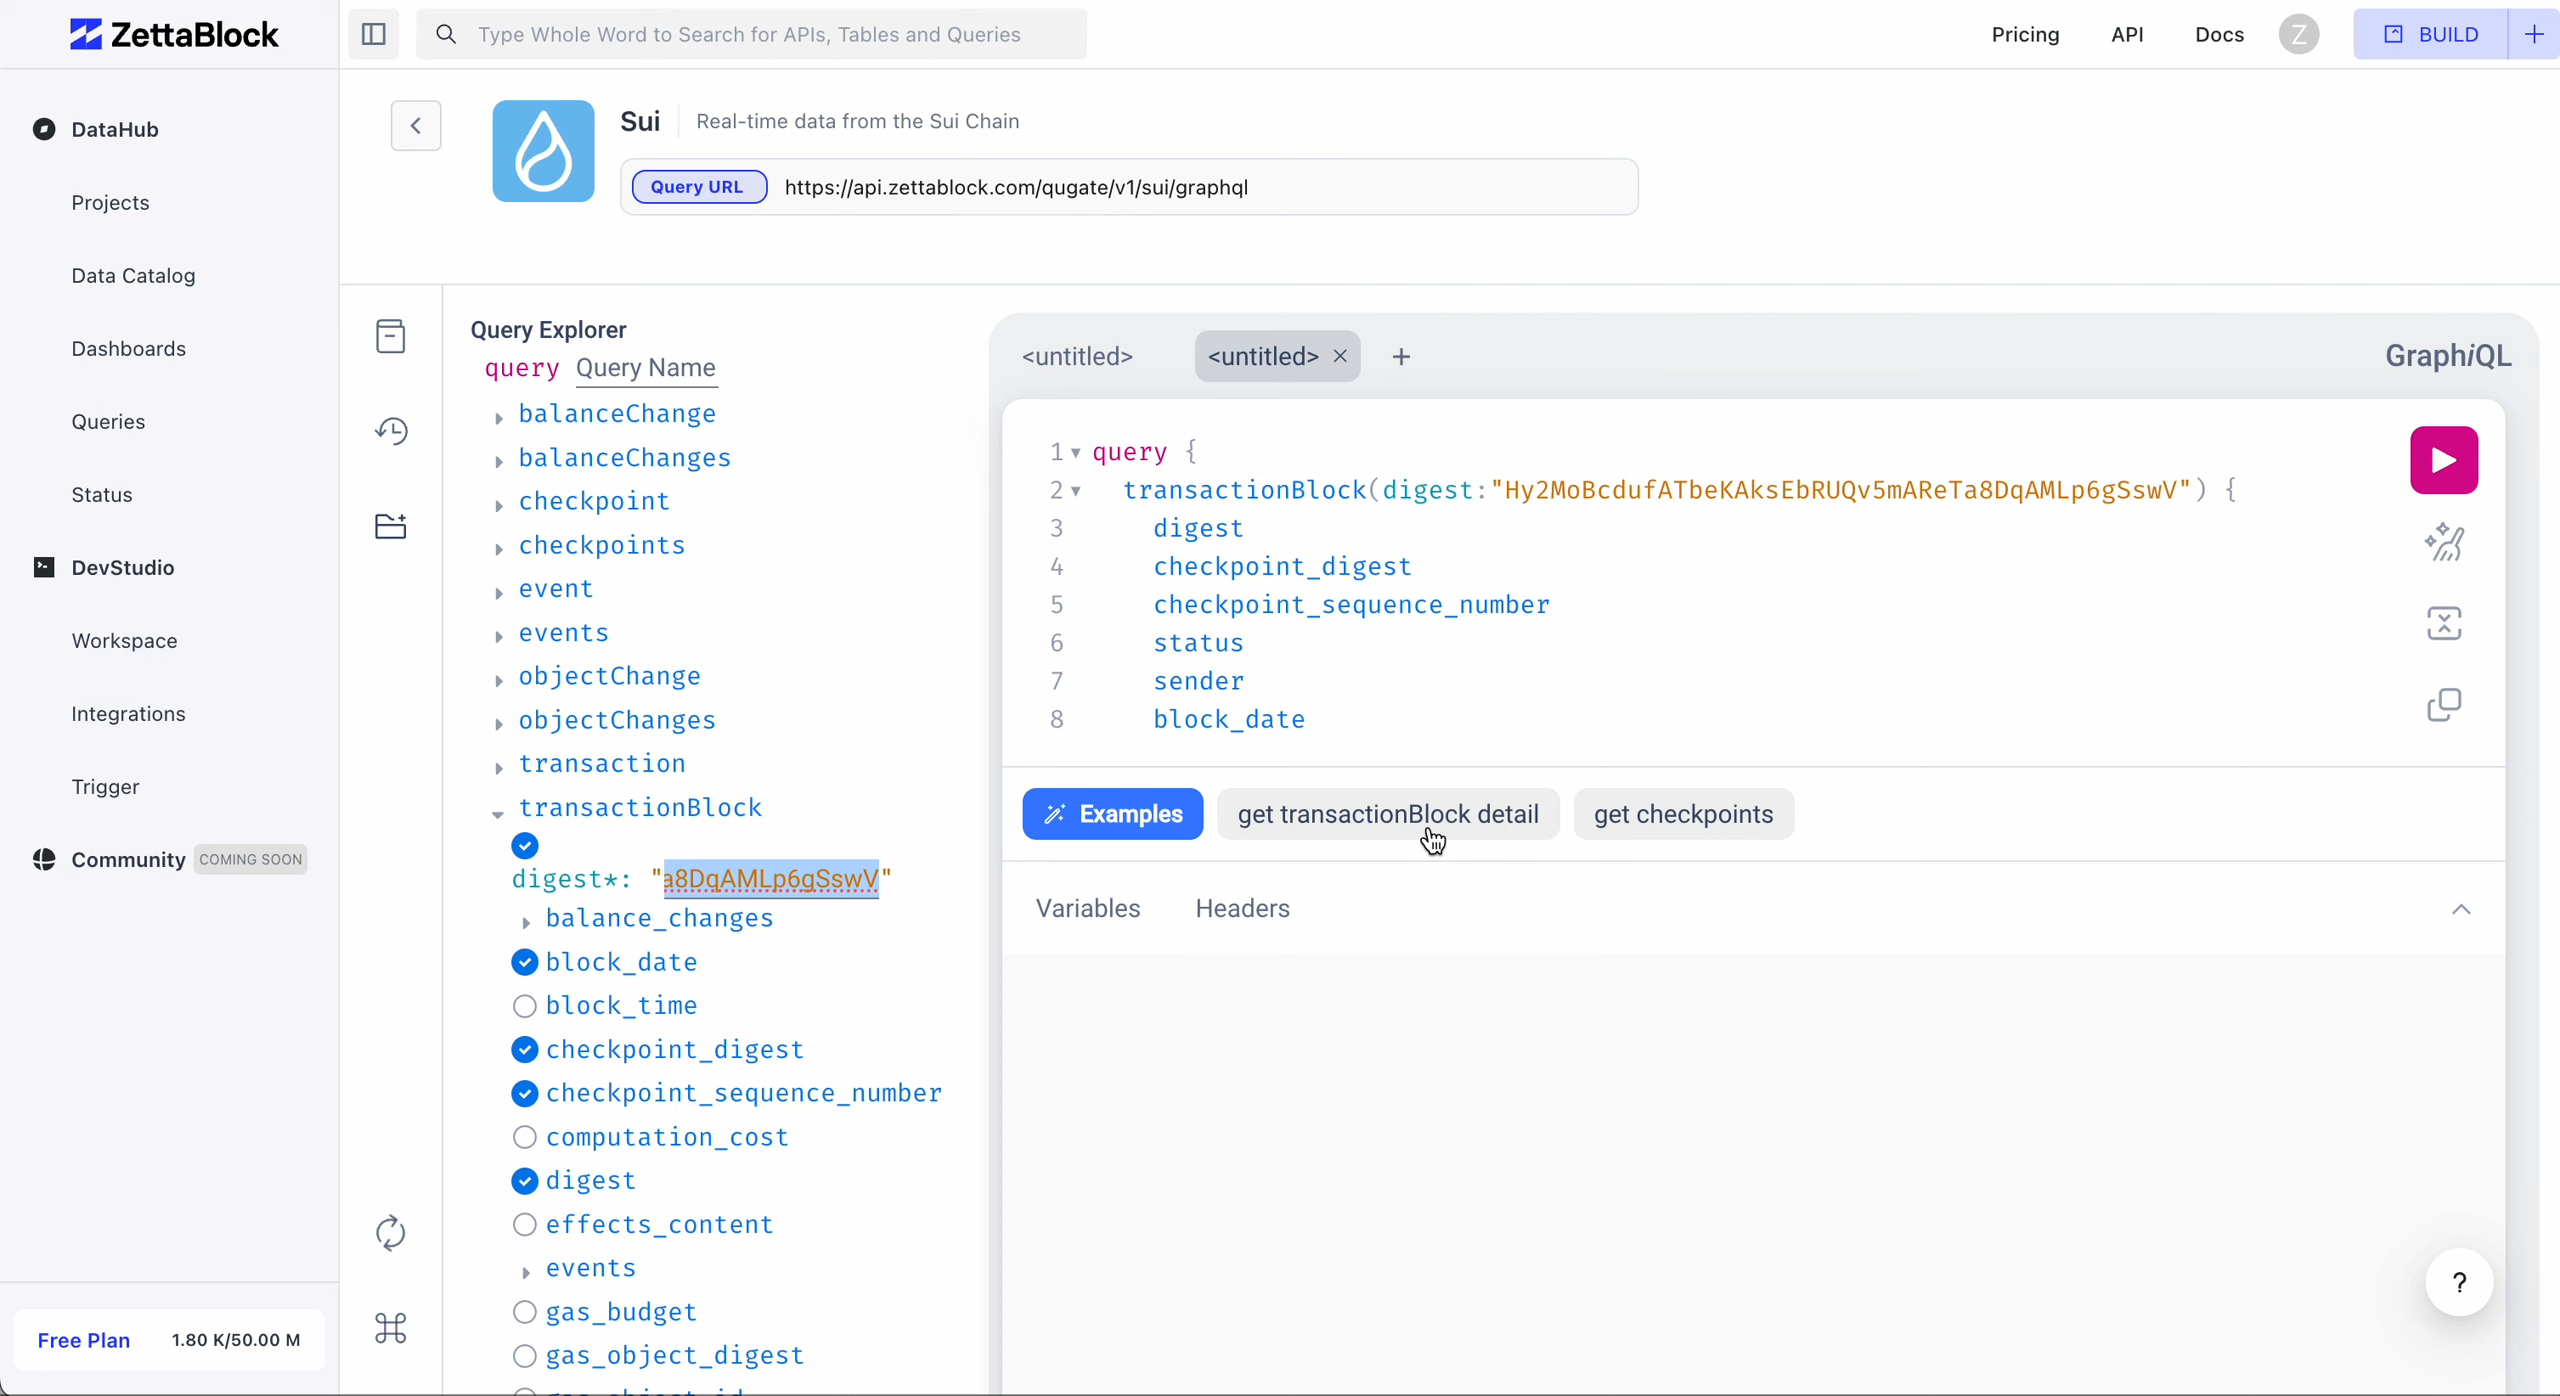 ZettaBlock
Type Whole Word to Search for APIs, Tables and Queries
Pricing
API
Docs
Z
BUILD
DataHub
Projects
Data Catalog
Dashboards
Queries
Status
DevStudio
Workspace
Integrations
Trigger
Community COMING SOON
Free Plan 1.80 K/50.00 M
Sui
Real-time data from the Sui Chain
Query URL https://api.zettablock.com/qugate/v1/sui/graphql
Query Explorer
query Query Name
balanceChange
balanceChanges
checkpoint
checkpoints
event
events
objectChange
objectChanges
transaction
transactionBlock
digest*: "a8DqAMLp6gSswV"
balance_changes
block_date
block_time
checkpoint_digest
checkpoint_sequence_number
computation_cost
digest
effects_content
events
gas_budget
gas_object_digest
<untitled>
<untitled>
GraphiQL
1 query {
2 transactionBlock(digest:"Hy2MoBcdufATbeKAksEbRUQv5mAReTa8DqAMLp6gSswV") {
3 digest
4 checkpoint_digest
5 checkpoint_sequence_number
6 status
7 sender
8 block_date
Examples
get transactionBlock detail
get checkpoints
Variables
Headers
?